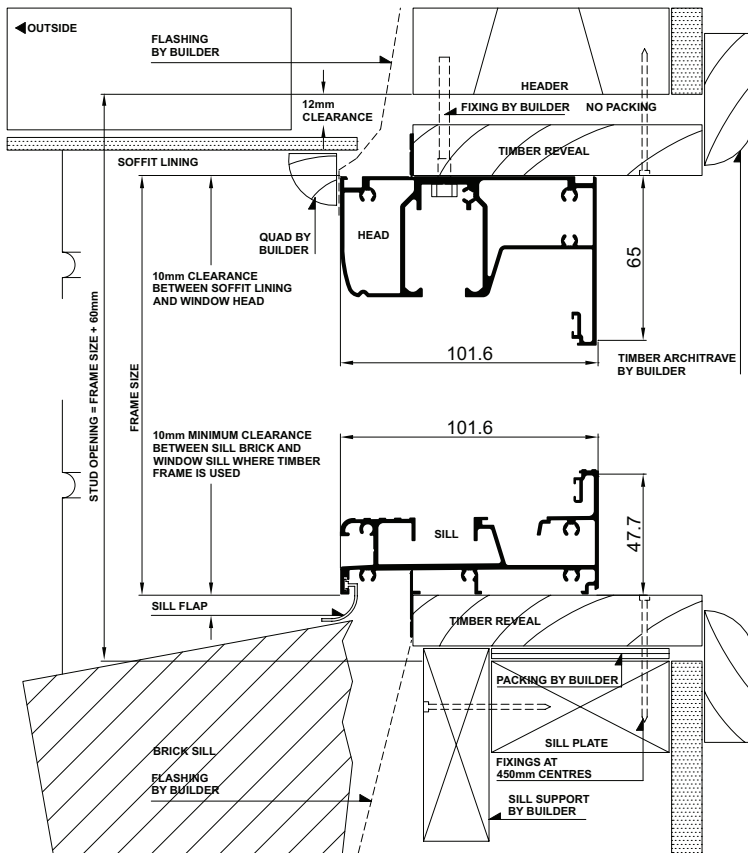 OUTSIDE
FLASHING
BY BUILDER
HEADER
12mm
CLEARANCE
FIXING BY BUILDER
NO PACKING
TIMBER REVEAL
SOFFIT LINING
HEAD
QUAD BY
BUILDER
65
10mm CLEARANCE
BETWEEN SOFFIT LINING
AND WINDOW HEAD
101.6
TIMBER ARCHITRAVE
BY BUILDER
STUD OPENING = FRAME SIZE + 60mm
FRAME SIZE
10mm MINIMUM CLEARANCE
BETWEEN SILL BRICK AND
WINDOW SILL WHERE TIMBER
FRAME IS USED
101.6
SILL
47.7
SILL FLAP
TIMBER REVEAL
PACKING BY BUILDER
BRICK SILL
SILL PLATE
FLASHING
BY BUILDER
FIXINGS AT
450mm CENTRES
SILL SUPPORT
BY BUILDER